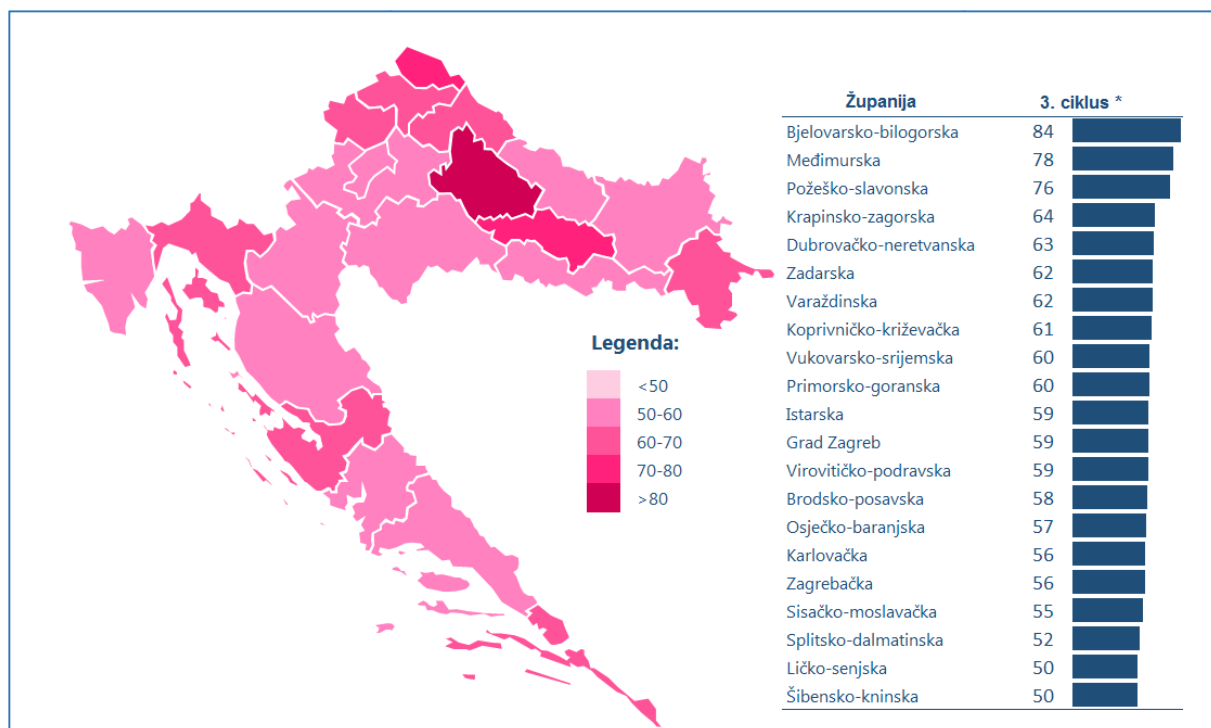 Županija 3. ciklus *
Bjelovarsko-bilogorska 84
Međimurska 78
Požeško-slavonska 76
Krapinsko-zagorska 64
Dubrovačko-neretvanska 63
Zadarska 62
Varaždinska 62
Koprivničko-križevačka 61
Vukovarsko-srijemska 60
Primorsko-goranska 60
Istarska 59
Grad Zagreb 59
Virovitičko-podravska 59
Brodsko-posavska 58
Osječko-baranjska 57
Karlovačka 56
Zagrebačka 56
Sisačko-moslavačka 55
Splitsko-dalmatinska 52
Ličko-senjska 50
Šibensko-kninska 50
Legenda:
<50
50-60
60-70
70-80
>80